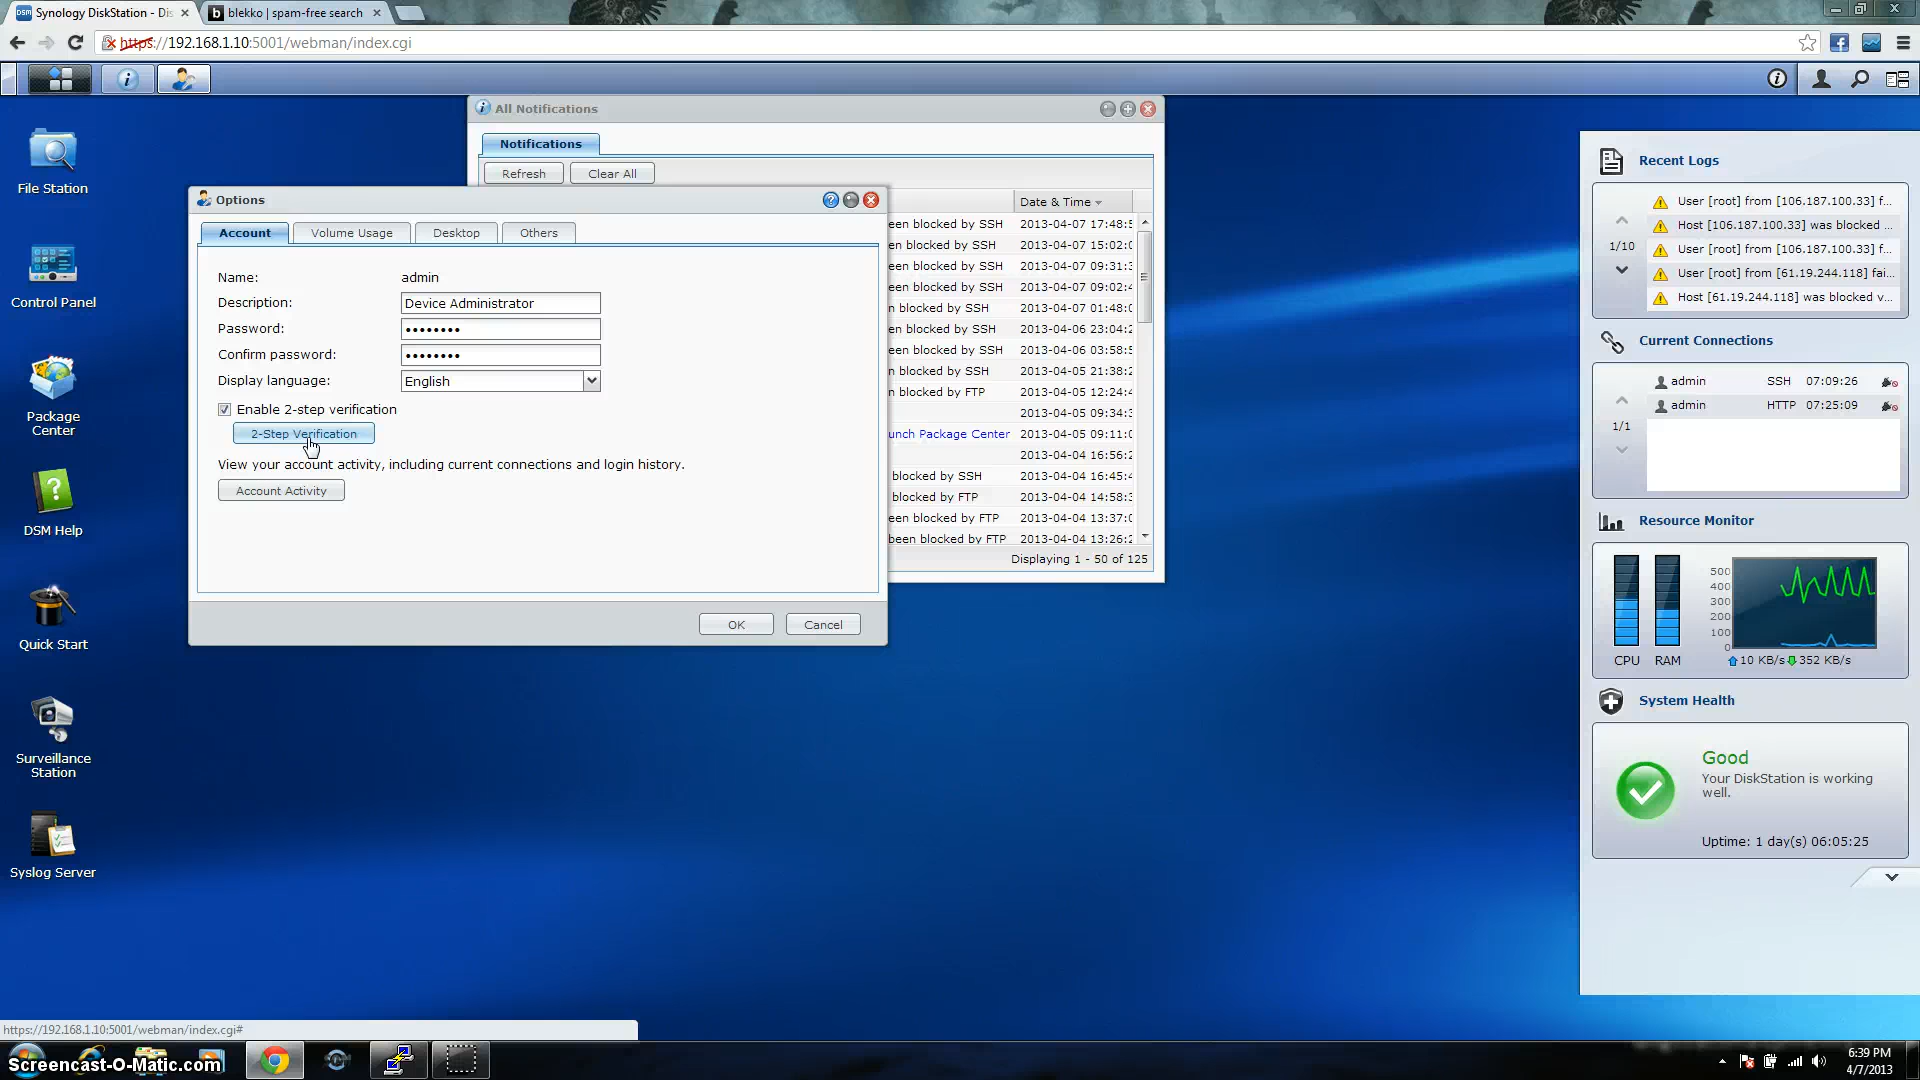 Synology DiskStation - Dis
blekko | spam-free search
https://192.168.1.10:5001/webman/index.cgi
All Notifications
Notifications
Refresh
Clear All
Date & Time
een blocked by SSH 2013-04-07 17:48:5
een blocked by SSH 2013-04-07 15:02:0
een blocked by SSH 2013-04-07 09:31:3
een blocked by SSH 2013-04-07 09:02:4
n blocked by SSH 2013-04-07 01:48:0
een blocked by SSH 2013-04-06 23:04:2
een blocked by SSH 2013-04-06 03:58:5
een blocked by SSH 2013-04-05 21:38:2
n blocked by FTP 2013-04-05 12:24:4
2013-04-05 09:34:3
unch Package Center 2013-04-05 09:11:0
2013-04-04 16:56:2
blocked by SSH 2013-04-04 16:45:4
blocked by FTP 2013-04-04 14:58:3
een blocked by FTP 2013-04-04 13:37:0
been blocked by FTP 2013-04-04 13:26:2
Displaying 1 - 50 of 125
Options
Account
Volume Usage
Desktop
Others
Name: admin
Description: Device Administrator
Password: ••••••••
Confirm password: ••••••••
Display language: English
Enable 2-step verification
2-Step Verification
View your account activity, including current connections and login history.
Account Activity
OK
Cancel
File Station
Control Panel
Package
Center
DSM Help
Quick Start
Surveillance
Station
Syslog Server
Recent Logs
1/10
User [root] from [106.187.100.33] f...
Host [106.187.100.33] was blocked ...
User [root] from [106.187.100.33] f...
User [root] from [61.19.244.118] fai...
Host [61.19.244.118] was blocked v...
Current Connections
1/1
admin SSH 07:09:26
admin HTTP 07:25:09
Resource Monitor
CPU
RAM
500
400
300
200
100
0
10 KB/s 352 KB/s
System Health
Good
Your DiskStation is working
well.
Uptime: 1 day(s) 06:05:25
https://192.168.1.10:5001/webman/index.cgi#
Screencast-O-Matic.com
6:39 PM
4/7/2013